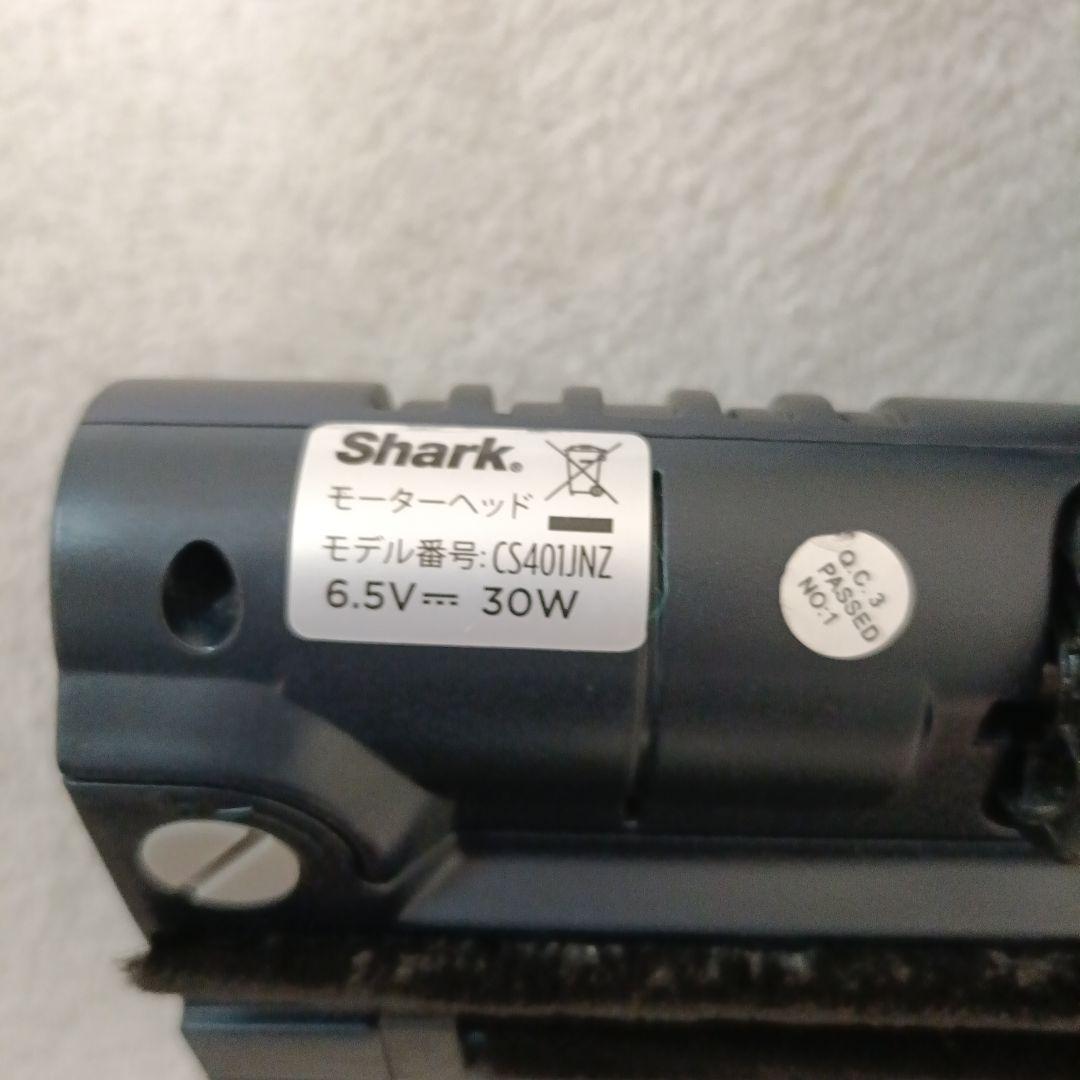 Shark®
モーターヘッド
モデル番号:CS401JNZ
6.5V⎓ 30W
Q.C. 3
PASSED
NO:1